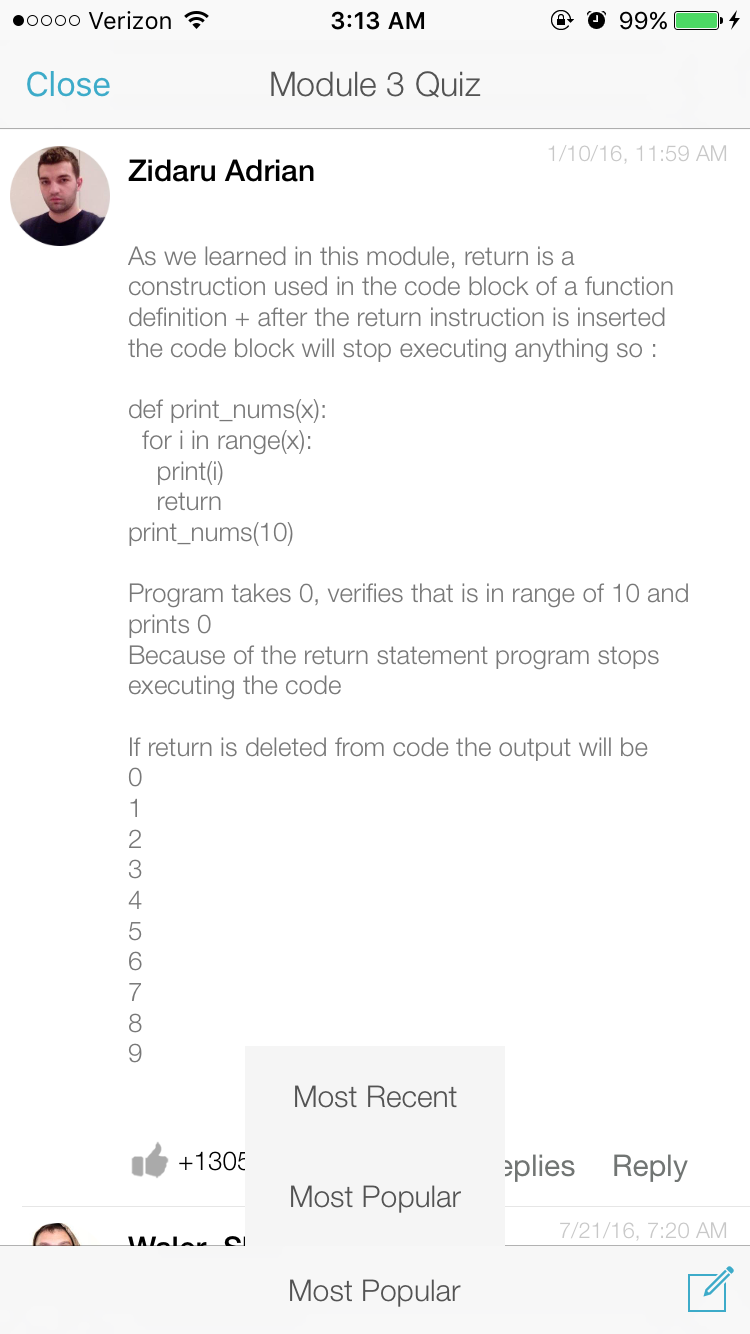 Verizon 3:13 AM 99%
Close Module 3 Quiz
1/10/16, 11:59 AM
Zidaru Adrian
As we learned in this module, return is a
construction used in the code block of a function
definition + after the return instruction is inserted
the code block will stop executing anything so :
def print_nums(x):
  for i in range(x):
    print(i)
    return
print_nums(10)
Program takes 0, verifies that is in range of 10 and
prints 0
Because of the return statement program stops
executing the code
If return is deleted from code the output will be
0
1
2
3
4
5
6
7
8
9
Most Recent
+1305 eplies Reply
Most Popular
7/21/16, 7:20 AM
Most Popular